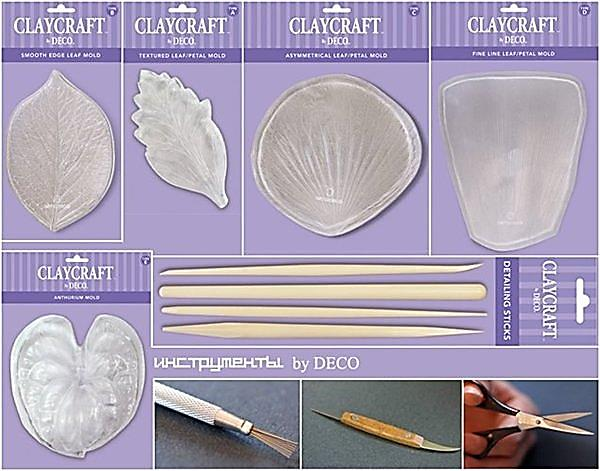 CLAYCRAFT
by DECO.
SMOOTH EDGE LEAF MOLD
CLAYCRAFT
by DECO.
TEXTURED LEAF/PETAL MOLD
CLAYCRAFT
by DECO.
ASYMMETRICAL LEAF/PETAL MOLD
CLAYCRAFT
by DECO.
FINE LINE LEAF/PETAL MOLD
CLAYCRAFT
by DECO.
ANTHURIUM MOLD
CLAYCRAFT
by DECO.
DETAILING STICKS
инструменты by DECO